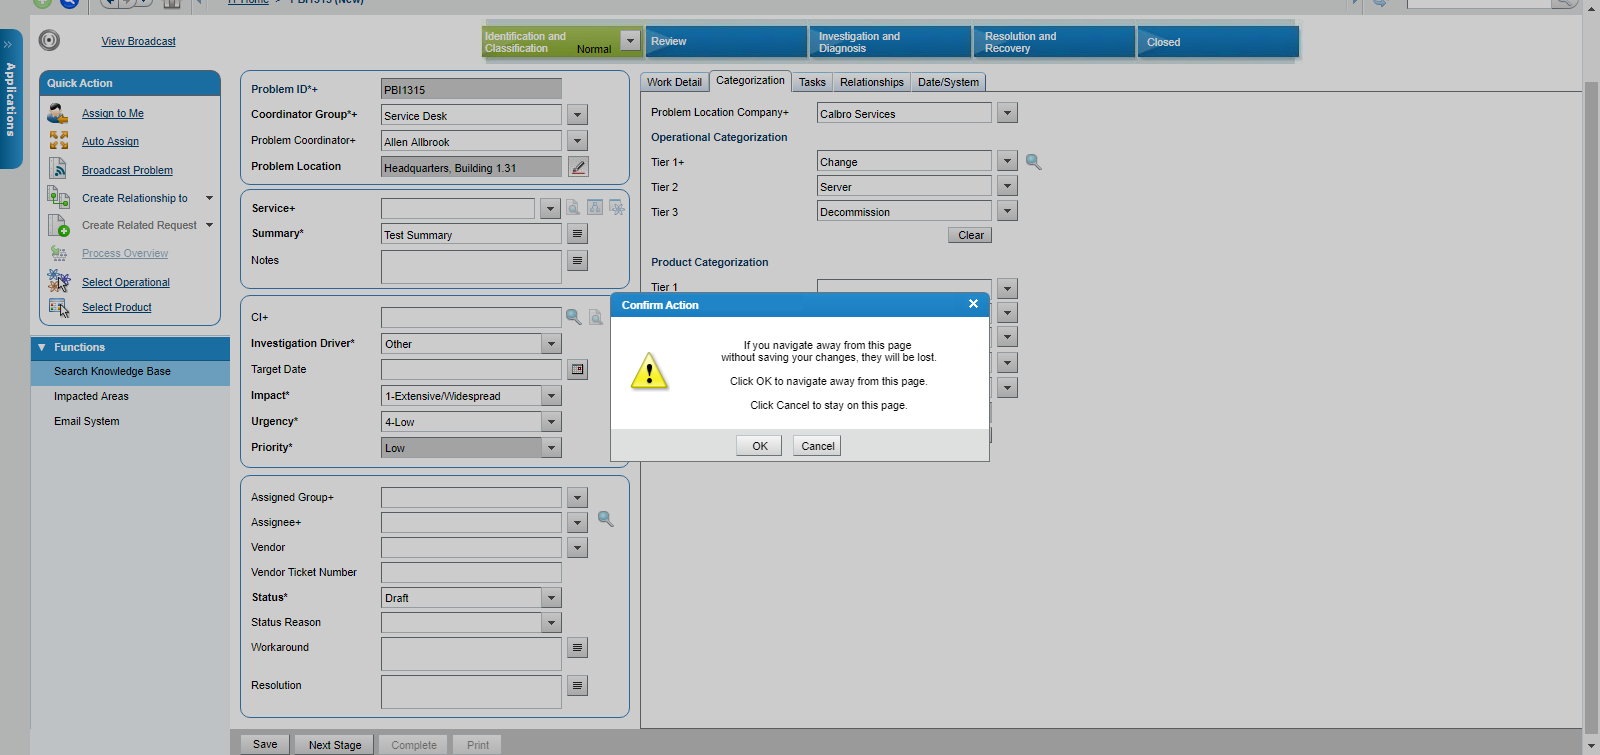 IT Home > PBI1315 (New)
Applications
View Broadcast
Identification and
Classification
Normal
Review
Investigation and
Diagnosis
Resolution and
Recovery
Closed
Quick Action
Assign to Me
Auto Assign
Broadcast Problem
Create Relationship to
Create Related Request
Process Overview
Select Operational
Select Product
Functions
Search Knowledge Base
Impacted Areas
Email System
Problem ID*+ PBI1315
Coordinator Group*+ Service Desk
Problem Coordinator+ Allen Allbrook
Problem Location Headquarters, Building 1.31
Service+
Summary* Test Summary
Notes
CI+
Investigation Driver* Other
Target Date
Impact* 1-Extensive/Widespread
Urgency* 4-Low
Priority* Low
Assigned Group+
Assignee+
Vendor
Vendor Ticket Number
Status* Draft
Status Reason
Workaround
Resolution
Work Detail Categorization Tasks Relationships Date/System
Problem Location Company+ Calbro Services
Operational Categorization
Tier 1+ Change
Tier 2 Server
Tier 3 Decommission
Clear
Product Categorization
Tier 1
Confirm Action
If you navigate away from this page
without saving your changes, they will be lost.
Click OK to navigate away from this page.
Click Cancel to stay on this page.
OK Cancel
Save Next Stage Complete Print